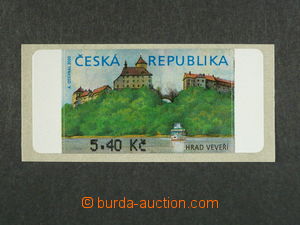 ČESKÁ REPUBLIKA
5.40 Kč
HRAD VEVEŘÍ
© burda-auction.com